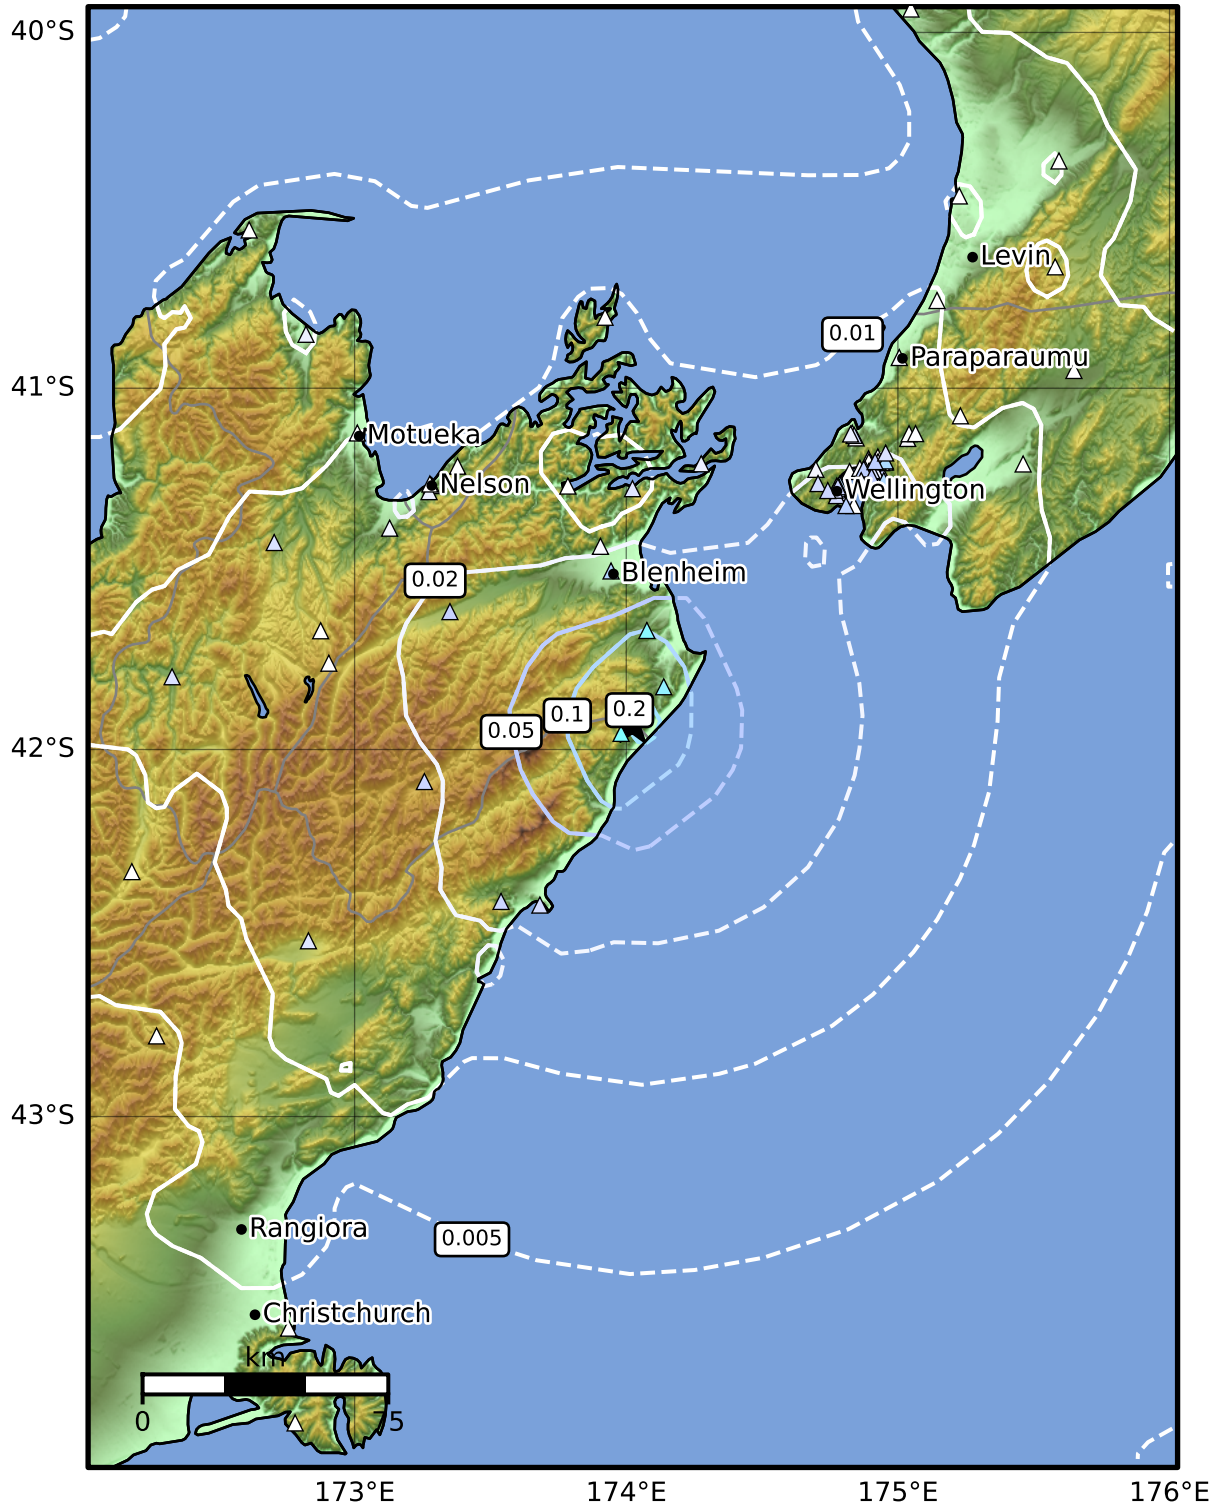 40°S
Levin
0.01
Paraparaumu
41°S
Motueka
Nelson
Wellington
Blenheim
0.02
0.2
0.1
0.05
42°S
43°S
Rangiora
0.005
Christchurch
km
0
75
173°E
174°E
175°E
176°E